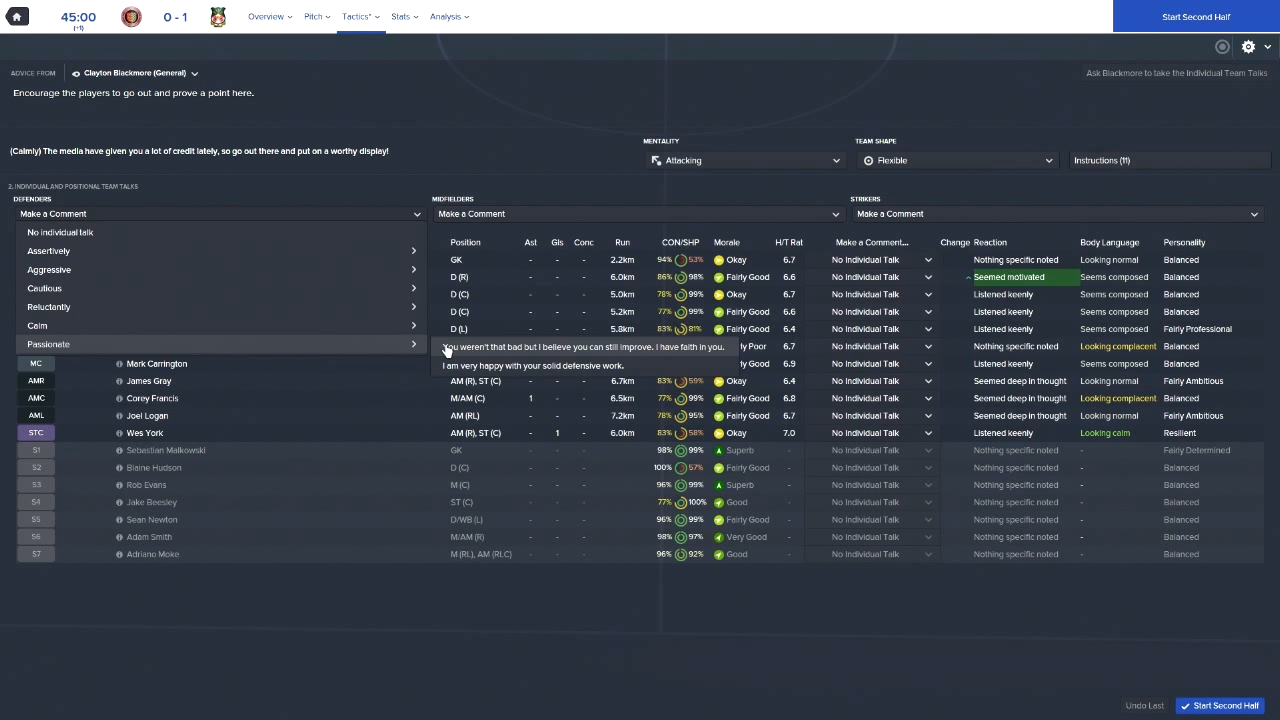 45:00
(+1)
0 - 1
Overview
Pitch
Tactics*
Stats
Analysis
Start Second Half
ADVICE FROM
Clayton Blackmore (General)
Ask Blackmore to take the Individual Team Talks
Encourage the players to go out and prove a point here.
(Calmly) The media have given you a lot of credit lately, so go out there and put on a worthy display!
MENTALITY
Attacking
TEAM SHAPE
Flexible
Instructions (11)
2. INDIVIDUAL AND POSITIONAL TEAM TALKS
DEFENDERS
MIDFIELDERS
STRIKERS
Make a Comment
Make a Comment
Make a Comment
No individual talk
Assertively
Aggressive
Cautious
Reluctantly
Calm
Passionate
You weren't that bad but I believe you can still improve. I have faith in you.
I am very happy with your solid defensive work.
Position Ast Gls Conc Run CON/SHP Morale H/T Rat Make a Comment... Change Reaction Body Language Personality
GK - - - 2.2km 94% 53% Okay 6.7 No Individual Talk Nothing specific noted Looking normal Balanced
D (R) - - - 6.0km 86% 98% Fairly Good 6.6 No Individual Talk Seemed motivated Seems composed Balanced
D (C) - - - 5.0km 78% 99% Okay 6.7 No Individual Talk Listened keenly Seems composed Balanced
D (C) - - - 5.2km 77% 99% Fairly Good 6.6 No Individual Talk Listened keenly Seems composed Balanced
D (L) - - - 5.8km 83% 81% Fairly Good 6.4 No Individual Talk Listened keenly Seems composed Fairly Professional
Poor 6.7 No Individual Talk Nothing specific noted Looking complacent Balanced
MC Mark Carrington Good 6.9 No Individual Talk Listened keenly Seems composed Balanced
AMR James Gray AM (R), ST (C) - - - 6.7km 83% 59% Okay 6.4 No Individual Talk Seemed deep in thought Looking normal Fairly Ambitious
AMC Corey Francis M/AM (C) 1 - - 6.5km 77% 99% Fairly Good 6.8 No Individual Talk Seemed deep in thought Looking complacent Balanced
AML Joel Logan AM (RL) - - - 7.2km 78% 95% Fairly Good 6.7 No Individual Talk Seemed deep in thought Looking normal Fairly Ambitious
STC Wes York AM (R), ST (C) - 1 - 6.0km 83% 58% Okay 7.0 No Individual Talk Listened keenly Looking calm Resilient
S1 Sebastian Malkowski GK 98% 99% Superb - No Individual Talk Nothing specific noted - Fairly Determined
S2 Blaine Hudson D (C) 100% 57% Fairly Good - No Individual Talk Nothing specific noted - Balanced
S3 Rob Evans M (C) 96% 99% Superb - No Individual Talk Nothing specific noted - Balanced
S4 Jake Beesley ST (C) 77% 100% Good - No Individual Talk Nothing specific noted - Balanced
S5 Sean Newton D/WB (L) 96% 99% Fairly Good - No Individual Talk Nothing specific noted - Balanced
S6 Adam Smith M/AM (R) 98% 97% Very Good - No Individual Talk Nothing specific noted - Balanced
S7 Adriano Moke M (RL), AM (RLC) 96% 92% Good - No Individual Talk Nothing specific noted - Balanced
Undo Last
Start Second Half